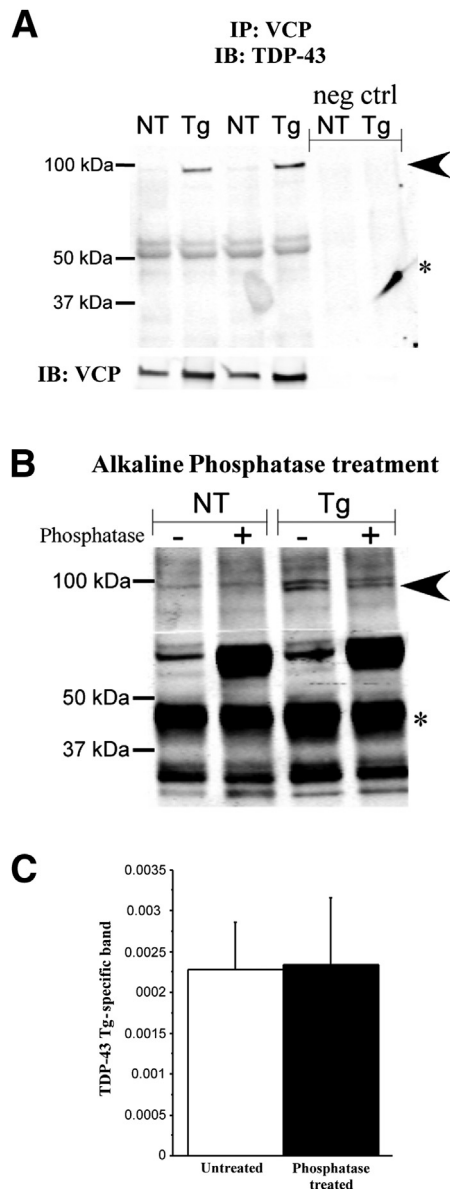 A
IP: VCP
IB: TDP-43
neg ctrl
NT Tg NT Tg NT Tg
100 kDa
50 kDa
*
37 kDa
IB: VCP
B
Alkaline Phosphatase treatment
NT Tg
Phosphatase - + - +
100 kDa
50 kDa
*
37 kDa
C
0.0035
0.003
0.0025
0.002
0.0015
0.001
0.0005
0
TDP-43 Tg-specific band
Untreated
Phosphatase
treated